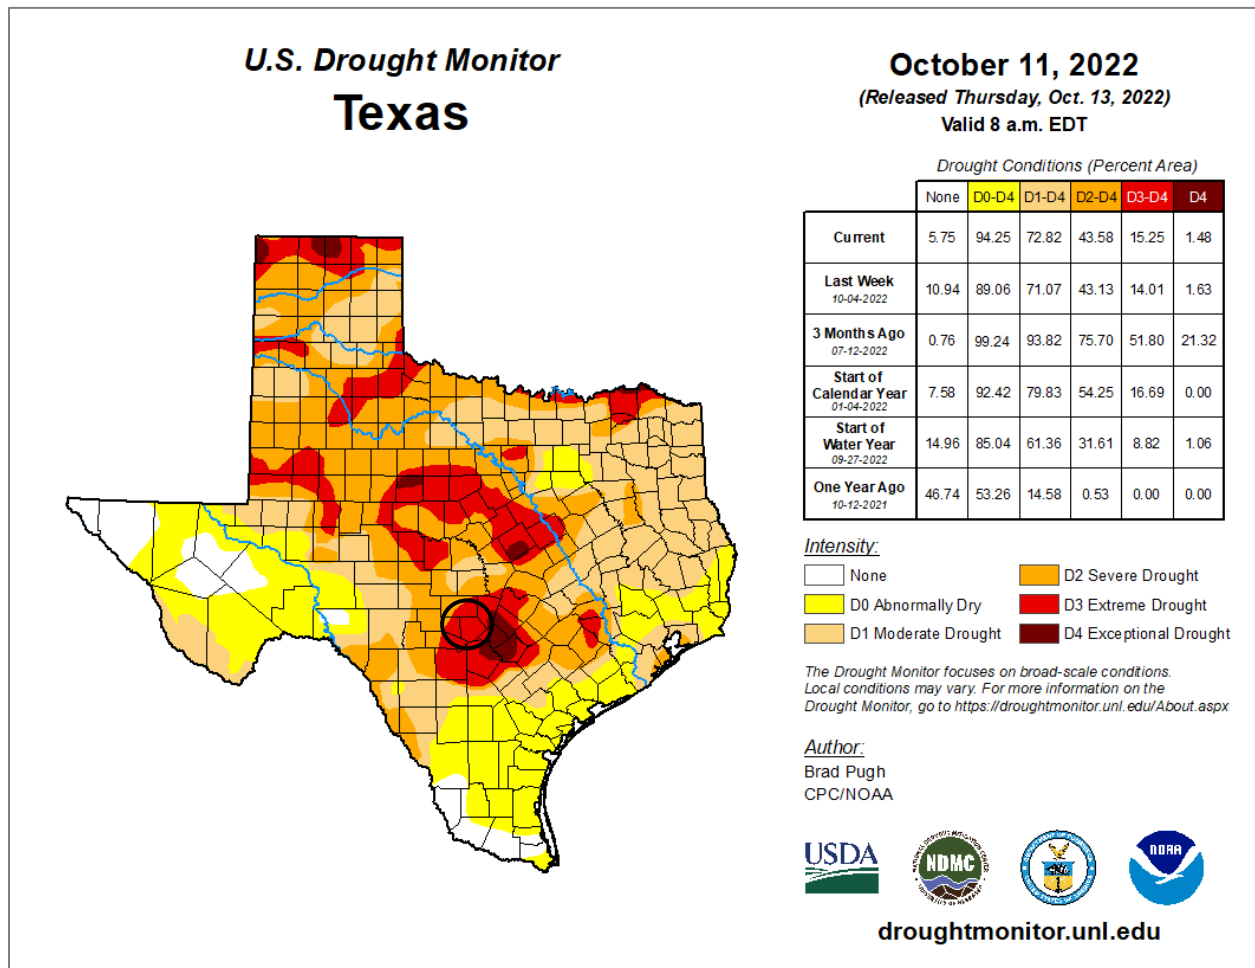 U.S. Drought Monitor
Texas
October 11, 2022
(Released Thursday, Oct. 13, 2022)
Valid 8 a.m. EDT
Drought Conditions (Percent Area)
None D0-D4 D1-D4 D2-D4 D3-D4 D4
Current 5.75 94.25 72.82 43.58 15.25 1.48
Last Week
10-04-2022
10.94 89.06 71.07 43.13 14.01 1.63
3 Months Ago
07-12-2022
0.76 99.24 93.82 75.70 51.80 21.32
Start of
Calendar Year
01-04-2022
7.58 92.42 79.83 54.25 16.69 0.00
Start of
Water Year
09-27-2022
14.96 85.04 61.36 31.61 8.82 1.06
One Year Ago
10-12-2021
46.74 53.26 14.58 0.53 0.00 0.00
Intensity:
None
D0 Abnormally Dry
D1 Moderate Drought
D2 Severe Drought
D3 Extreme Drought
D4 Exceptional Drought
The Drought Monitor focuses on broad-scale conditions.
Local conditions may vary. For more information on the
Drought Monitor, go to https://droughtmonitor.unl.edu/About.aspx
Author:
Brad Pugh
CPC/NOAA
USDA
NDMC
NOAA
droughtmonitor.unl.edu